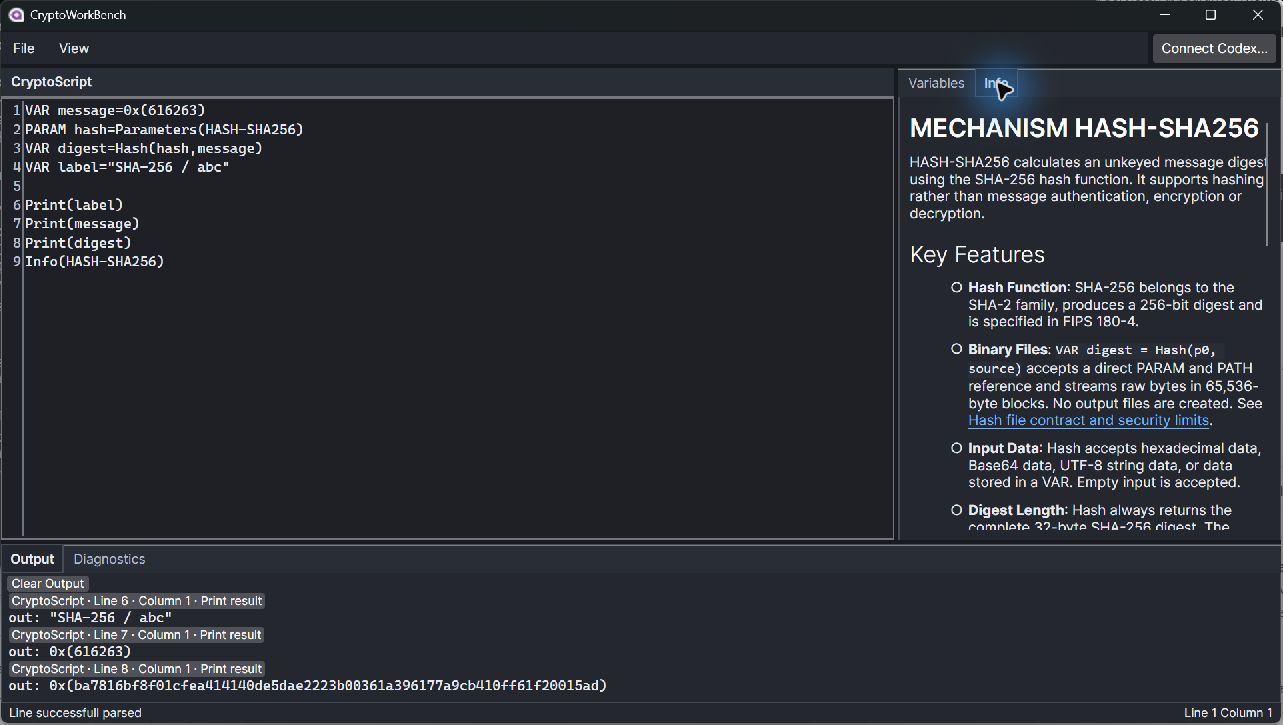 CryptoWorkBench
File View Connect Codex...
CryptoScript
1 VAR message=0x(616263)
2 PARAM hash=Parameters(HASH-SHA256)
3 VAR digest=Hash(hash,message)
4 VAR label="SHA-256 / abc"
5
6 Print(label)
7 Print(message)
8 Print(digest)
9 Info(HASH-SHA256)
Variables Info
MECHANISM HASH-SHA256
HASH-SHA256 calculates an unkeyed message digest
using the SHA-256 hash function. It supports hashing
rather than message authentication, encryption or
decryption.
Key Features
Hash Function: SHA-256 belongs to the
SHA-2 family, produces a 256-bit digest and
is specified in FIPS 180-4.
Binary Files: VAR digest = Hash(p0,
source) accepts a direct PARAM and PATH
reference and streams raw bytes in 65,536-
byte blocks. No output files are created. See
Hash file contract and security limits.
Input Data: Hash accepts hexadecimal data,
Base64 data, UTF-8 string data, or data
stored in a VAR. Empty input is accepted.
Digest Length: Hash always returns the
complete 32-byte SHA-256 digest. The
Output Diagnostics
Clear Output
CryptoScript · Line 6 · Column 1 · Print result
out: "SHA-256 / abc"
CryptoScript · Line 7 · Column 1 · Print result
out: 0x(616263)
CryptoScript · Line 8 · Column 1 · Print result
out: 0x(ba7816bf8f01cfea414140de5dae2223b00361a396177a9cb410ff61f20015ad)
Line successfull parsed
Line 1 Column 1